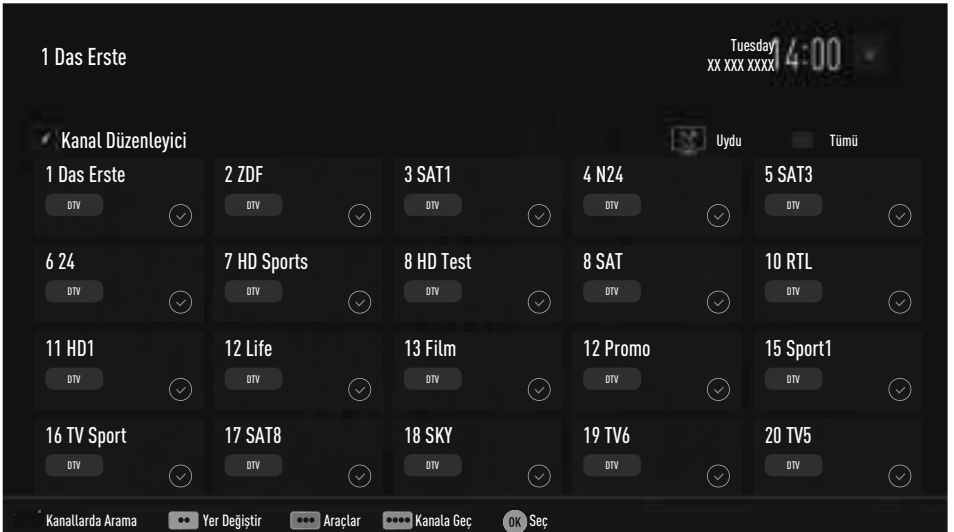 1 Das Erste
Tuesday
XX XXX XXXX
14:00
Kanal Düzenleyici
Uydu
Tümü
1 Das Erste
2 ZDF
3 SAT1
4 N24
5 SAT3
DTV
DTV
DTV
DTV
DTV
6 24
7 HD Sports
8 HD Test
8 SAT
10 RTL
DTV
DTV
DTV
DTV
DTV
11 HD1
12 Life
13 Film
12 Promo
15 Sport1
DTV
DTV
DTV
DTV
DTV
16 TV Sport
17 SAT8
18 SKY
19 TV6
20 TV5
DTV
DTV
DTV
DTV
DTV
Kanallarda Arama
Yer Değiştir
Araçlar
Kanala Geç
OK Seç